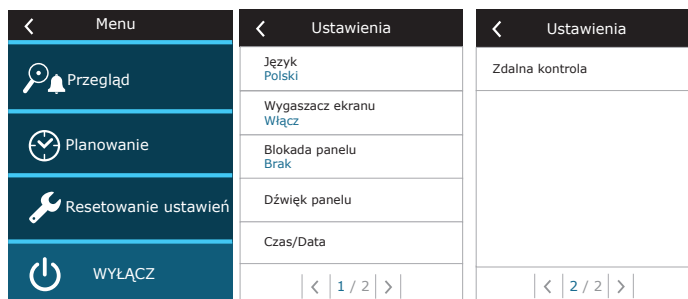 Menu
Przegląd
Planowanie
Resetowanie ustawień
WYŁĄCZ
Ustawienia
Język
Polski
Wygaszacz ekranu
Włącz
Blokada panelu
Brak
Dźwięk panelu
Czas/Data
1 / 2
Ustawienia
Zdalna kontrola
2 / 2